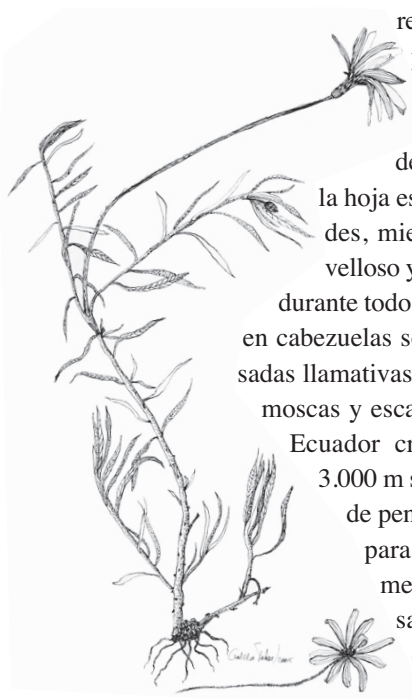 re
de
la hoja es
des, mie
velloso y
durante todo
en cabezuelas s
sadas llamativas
moscas y esca
Ecuador cr
3.000 m s
de pen
para
me
sa